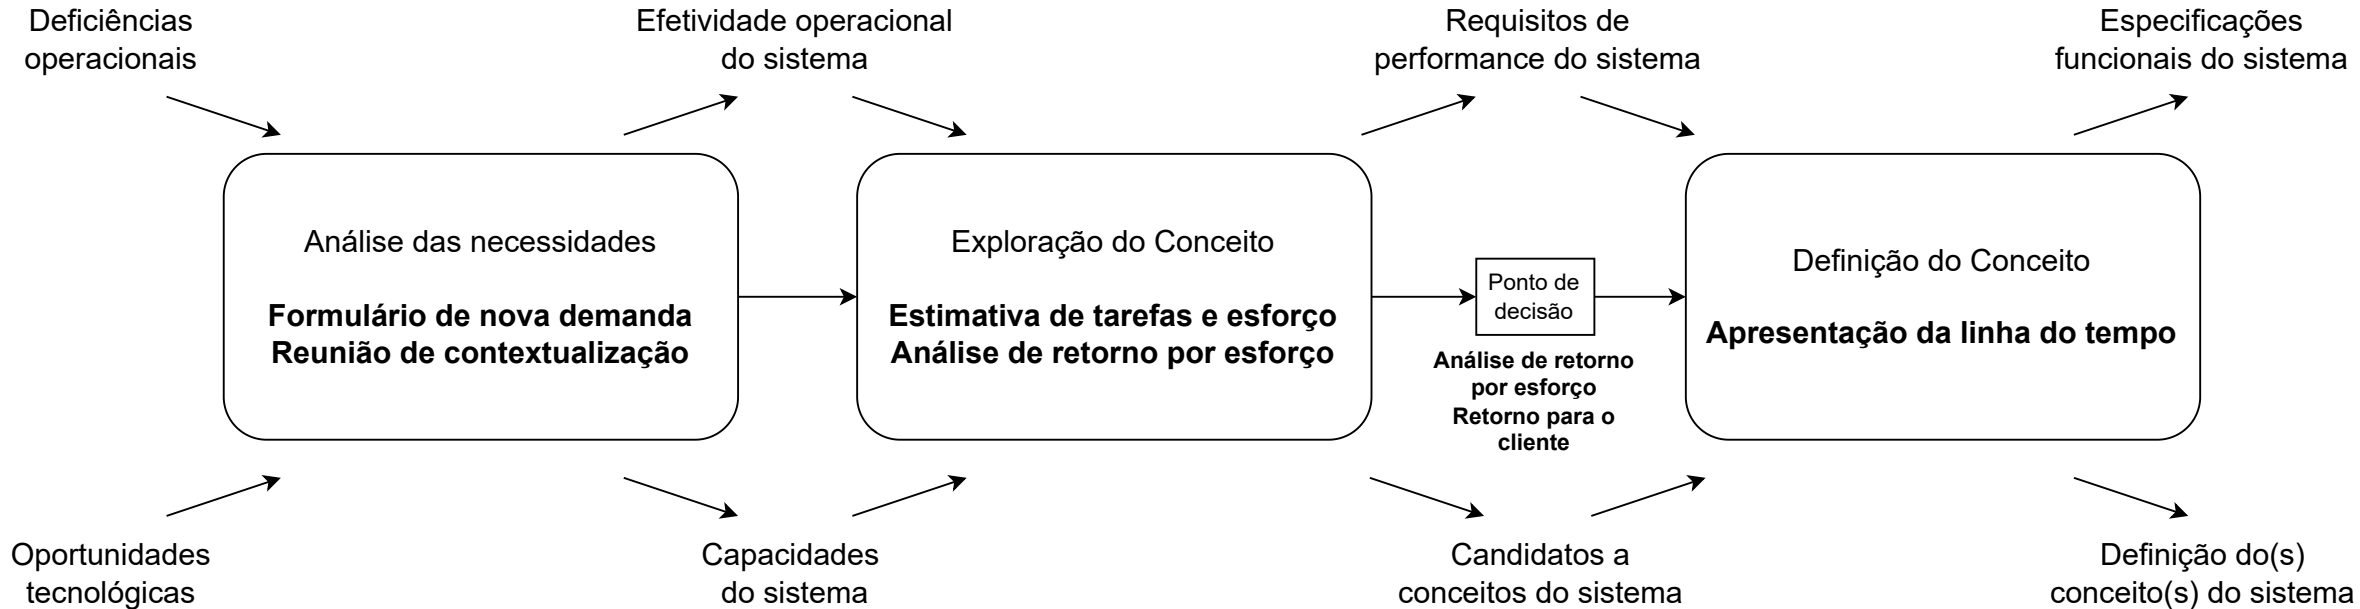 Deficiências
operacionais
Efetividade operacional
do sistema
Requisitos de
performance do sistema
Especificações
funcionais do sistema
Análise das necessidades
Formulário de nova demanda
Reunião de contextualização
Exploração do Conceito
Estimativa de tarefas e esforço
Análise de retorno por esforço
Ponto de
decisão
Análise de retorno
por esforço
Retorno para o
cliente
Definição do Conceito
Apresentação da linha do tempo
Oportunidades
tecnológicas
Capacidades
do sistema
Candidatos a
conceitos do sistema
Definição do(s)
conceito(s) do sistema